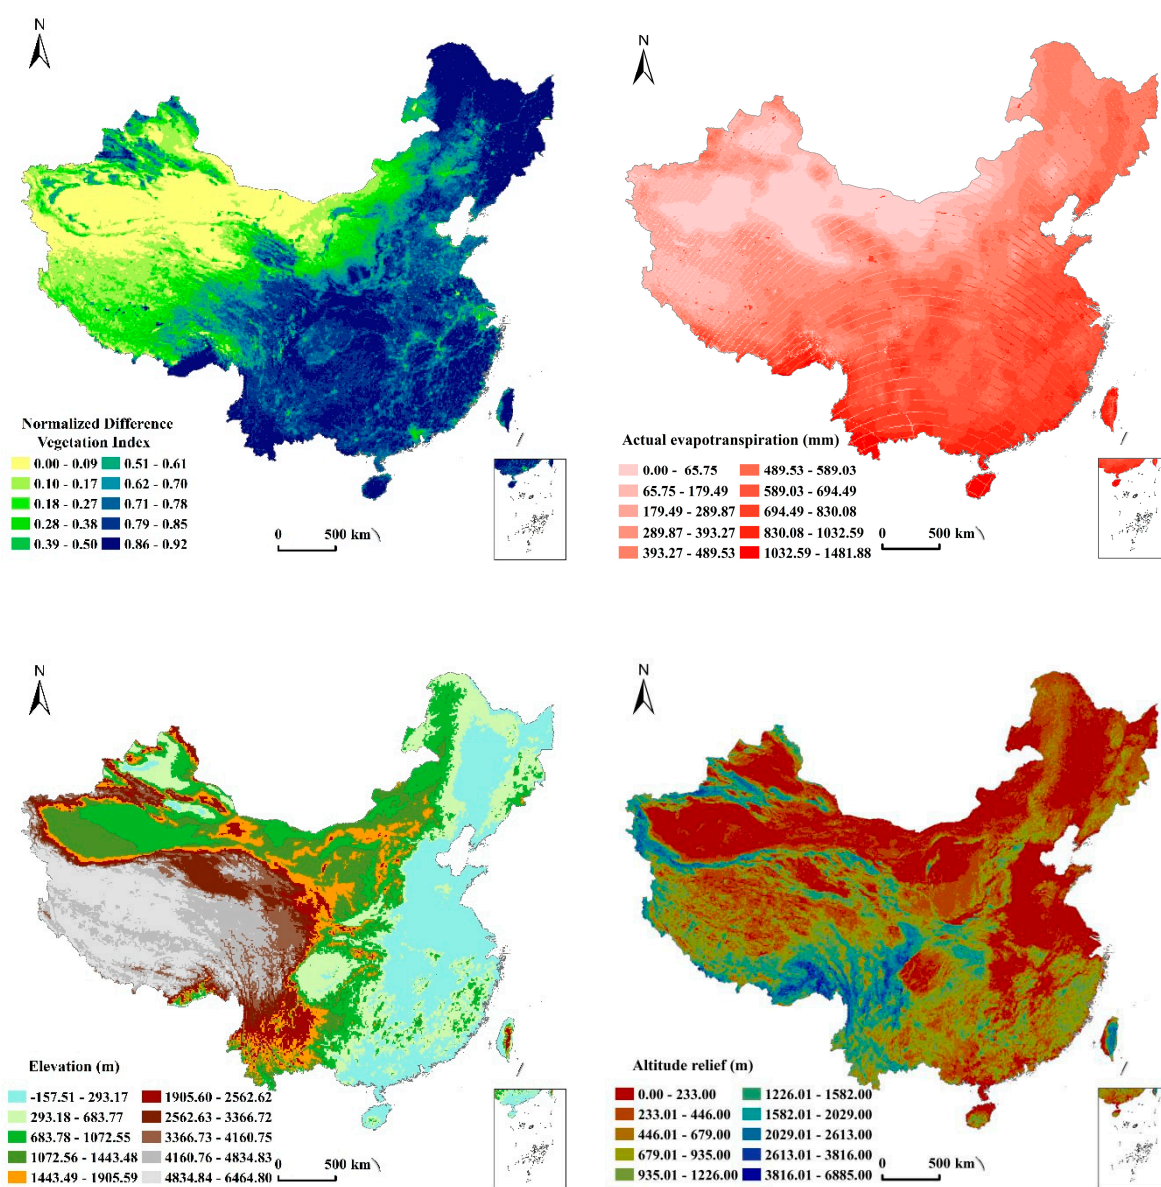 N
Normalized Difference
Vegetation Index
0.00 - 0.09 0.51 - 0.61
0.10 - 0.17 0.62 - 0.70
0.18 - 0.27 0.71 - 0.78
0.28 - 0.38 0.79 - 0.85
0.39 - 0.50 0.86 - 0.92
0 500 km
N
Actual evapotranspiration (mm)
0.00 - 65.75 489.53 - 589.03
65.75 - 179.49 589.03 - 694.49
179.49 - 289.87 694.49 - 830.08
289.87 - 393.27 830.08 - 1032.59
393.27 - 489.53 1032.59 - 1481.88
0 500 km
N
Elevation (m)
-157.51 - 293.17 1905.60 - 2562.62
293.18 - 683.77 2562.63 - 3366.72
683.78 - 1072.55 3366.73 - 4160.75
1072.56 - 1443.48 4160.76 - 4834.83
1443.49 - 1905.59 4834.84 - 6464.80
0 500 km
N
Altitude relief (m)
0.00 - 233.00 1226.01 - 1582.00
233.01 - 446.00 1582.01 - 2029.00
446.01 - 679.00 2029.01 - 2613.00
679.01 - 935.00 2613.01 - 3816.00
935.01 - 1226.00 3816.01 - 6885.00
0 500 km